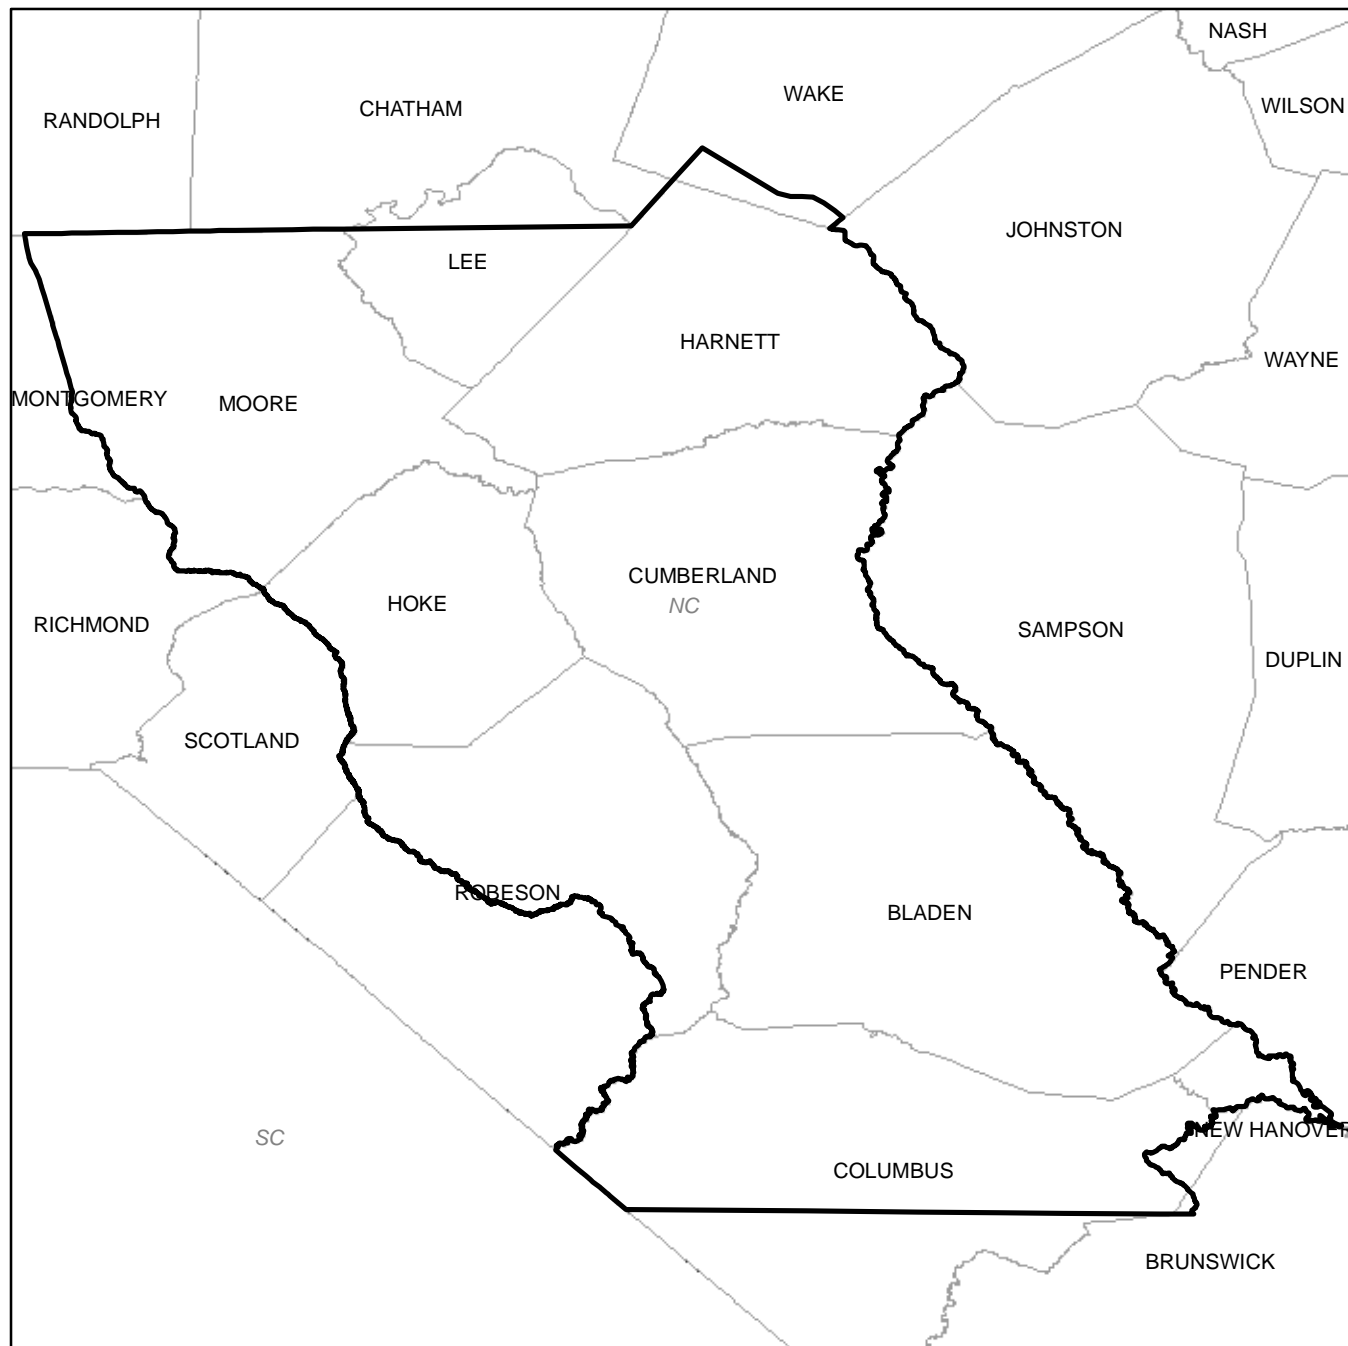 NASH
WAKE
WILSON
CHATHAM
RANDOLPH
JOHNSTON
LEE
HARNETT
WAYNE
MONTGOMERY
MOORE
CUMBERLAND
HOKE
NC
RICHMOND
SAMPSON
DUPLIN
SCOTLAND
ROBESON
BLADEN
PENDER
NEW HANOVER
SC
COLUMBUS
BRUNSWICK